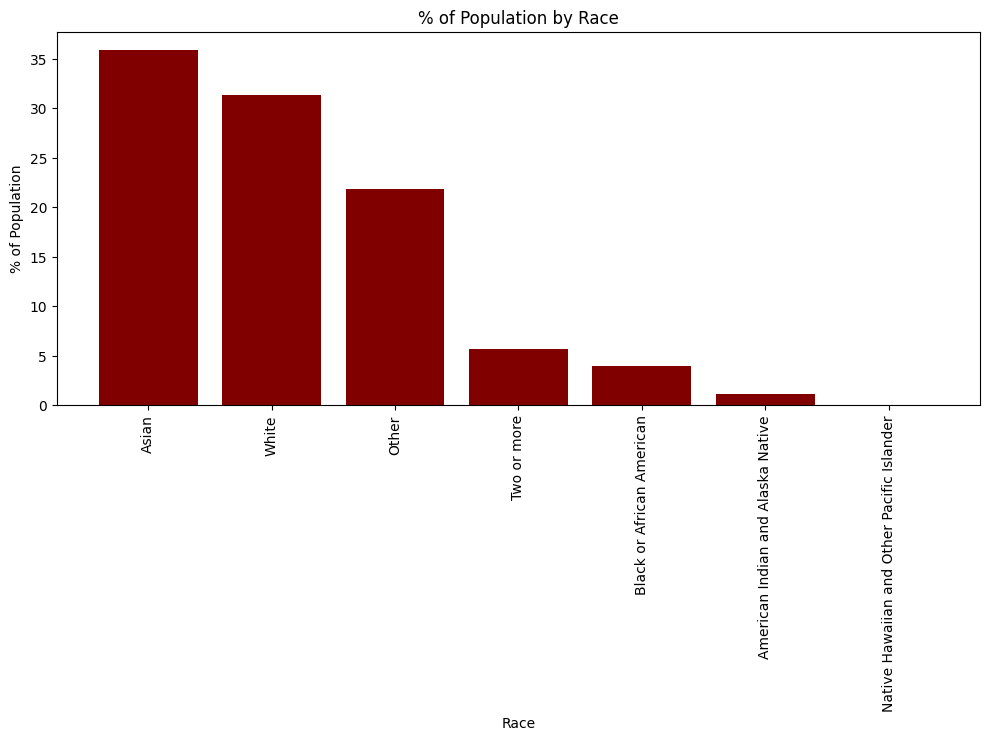 % of Population by Race
% of Population
35
30
25
20
15
10
5
0
Asian
White
Other
Two or more
Black or African American
American Indian and Alaska Native
Native Hawaiian and Other Pacific Islander
Race